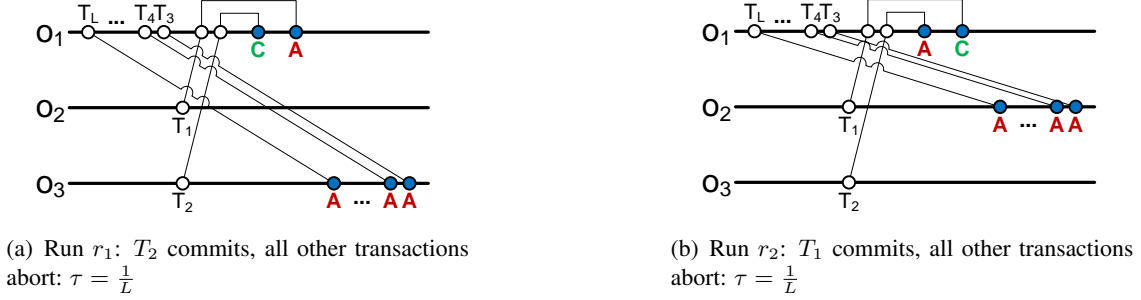 T_L ... T_4 T_3
o_1
C A
o_2
T_1
o_3
T_2
A ... A A
(a) Run r_1: T_2 commits, all other transactions
abort: τ = 1/L
T_L ... T_4 T_3
o_1
A C
o_2
T_1
A ... A A
o_3
T_2
(b) Run r_2: T_1 commits, all other transactions
abort: τ = 1/L